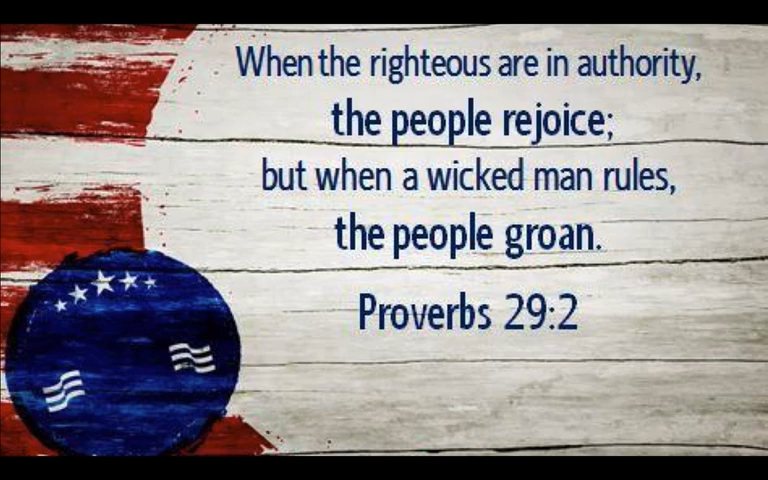 When the righteous are in authority,
the people rejoice;
but when a wicked man rules,
the people groan.
Proverbs 29:2